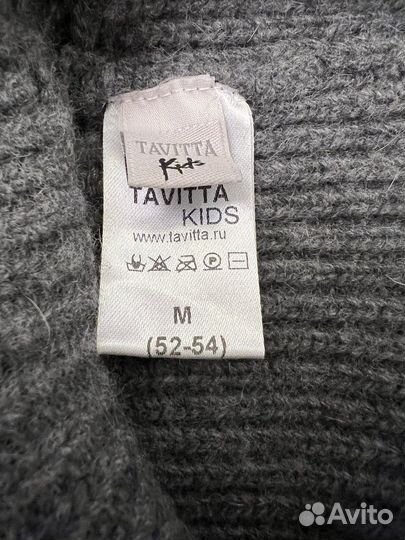 TAVITTA
Kids
TAVITTA
KIDS
www.tavitta.ru
M
(52-54)
Avito